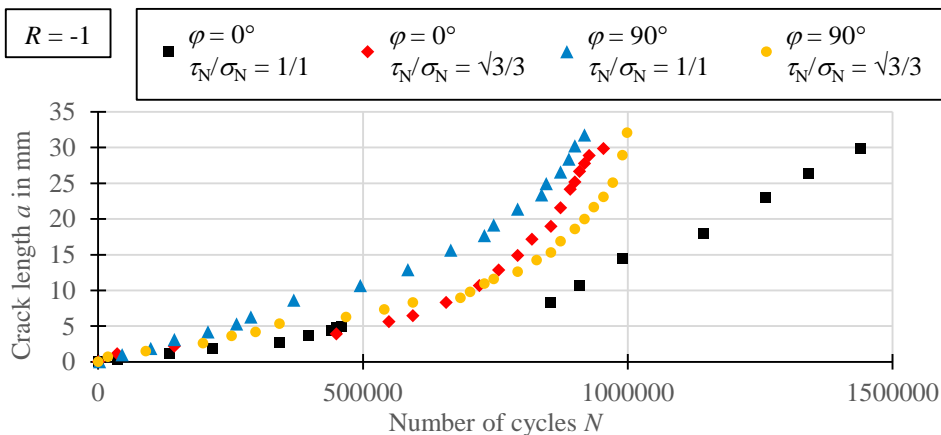 R = -1
φ = 0°
τN/σN = 1/1
φ = 0°
τN/σN = √3/3
φ = 90°
τN/σN = 1/1
φ = 90°
τN/σN = √3/3
Crack length a in mm
35
30
25
20
15
10
5
0
0
500000
1000000
1500000
Number of cycles N